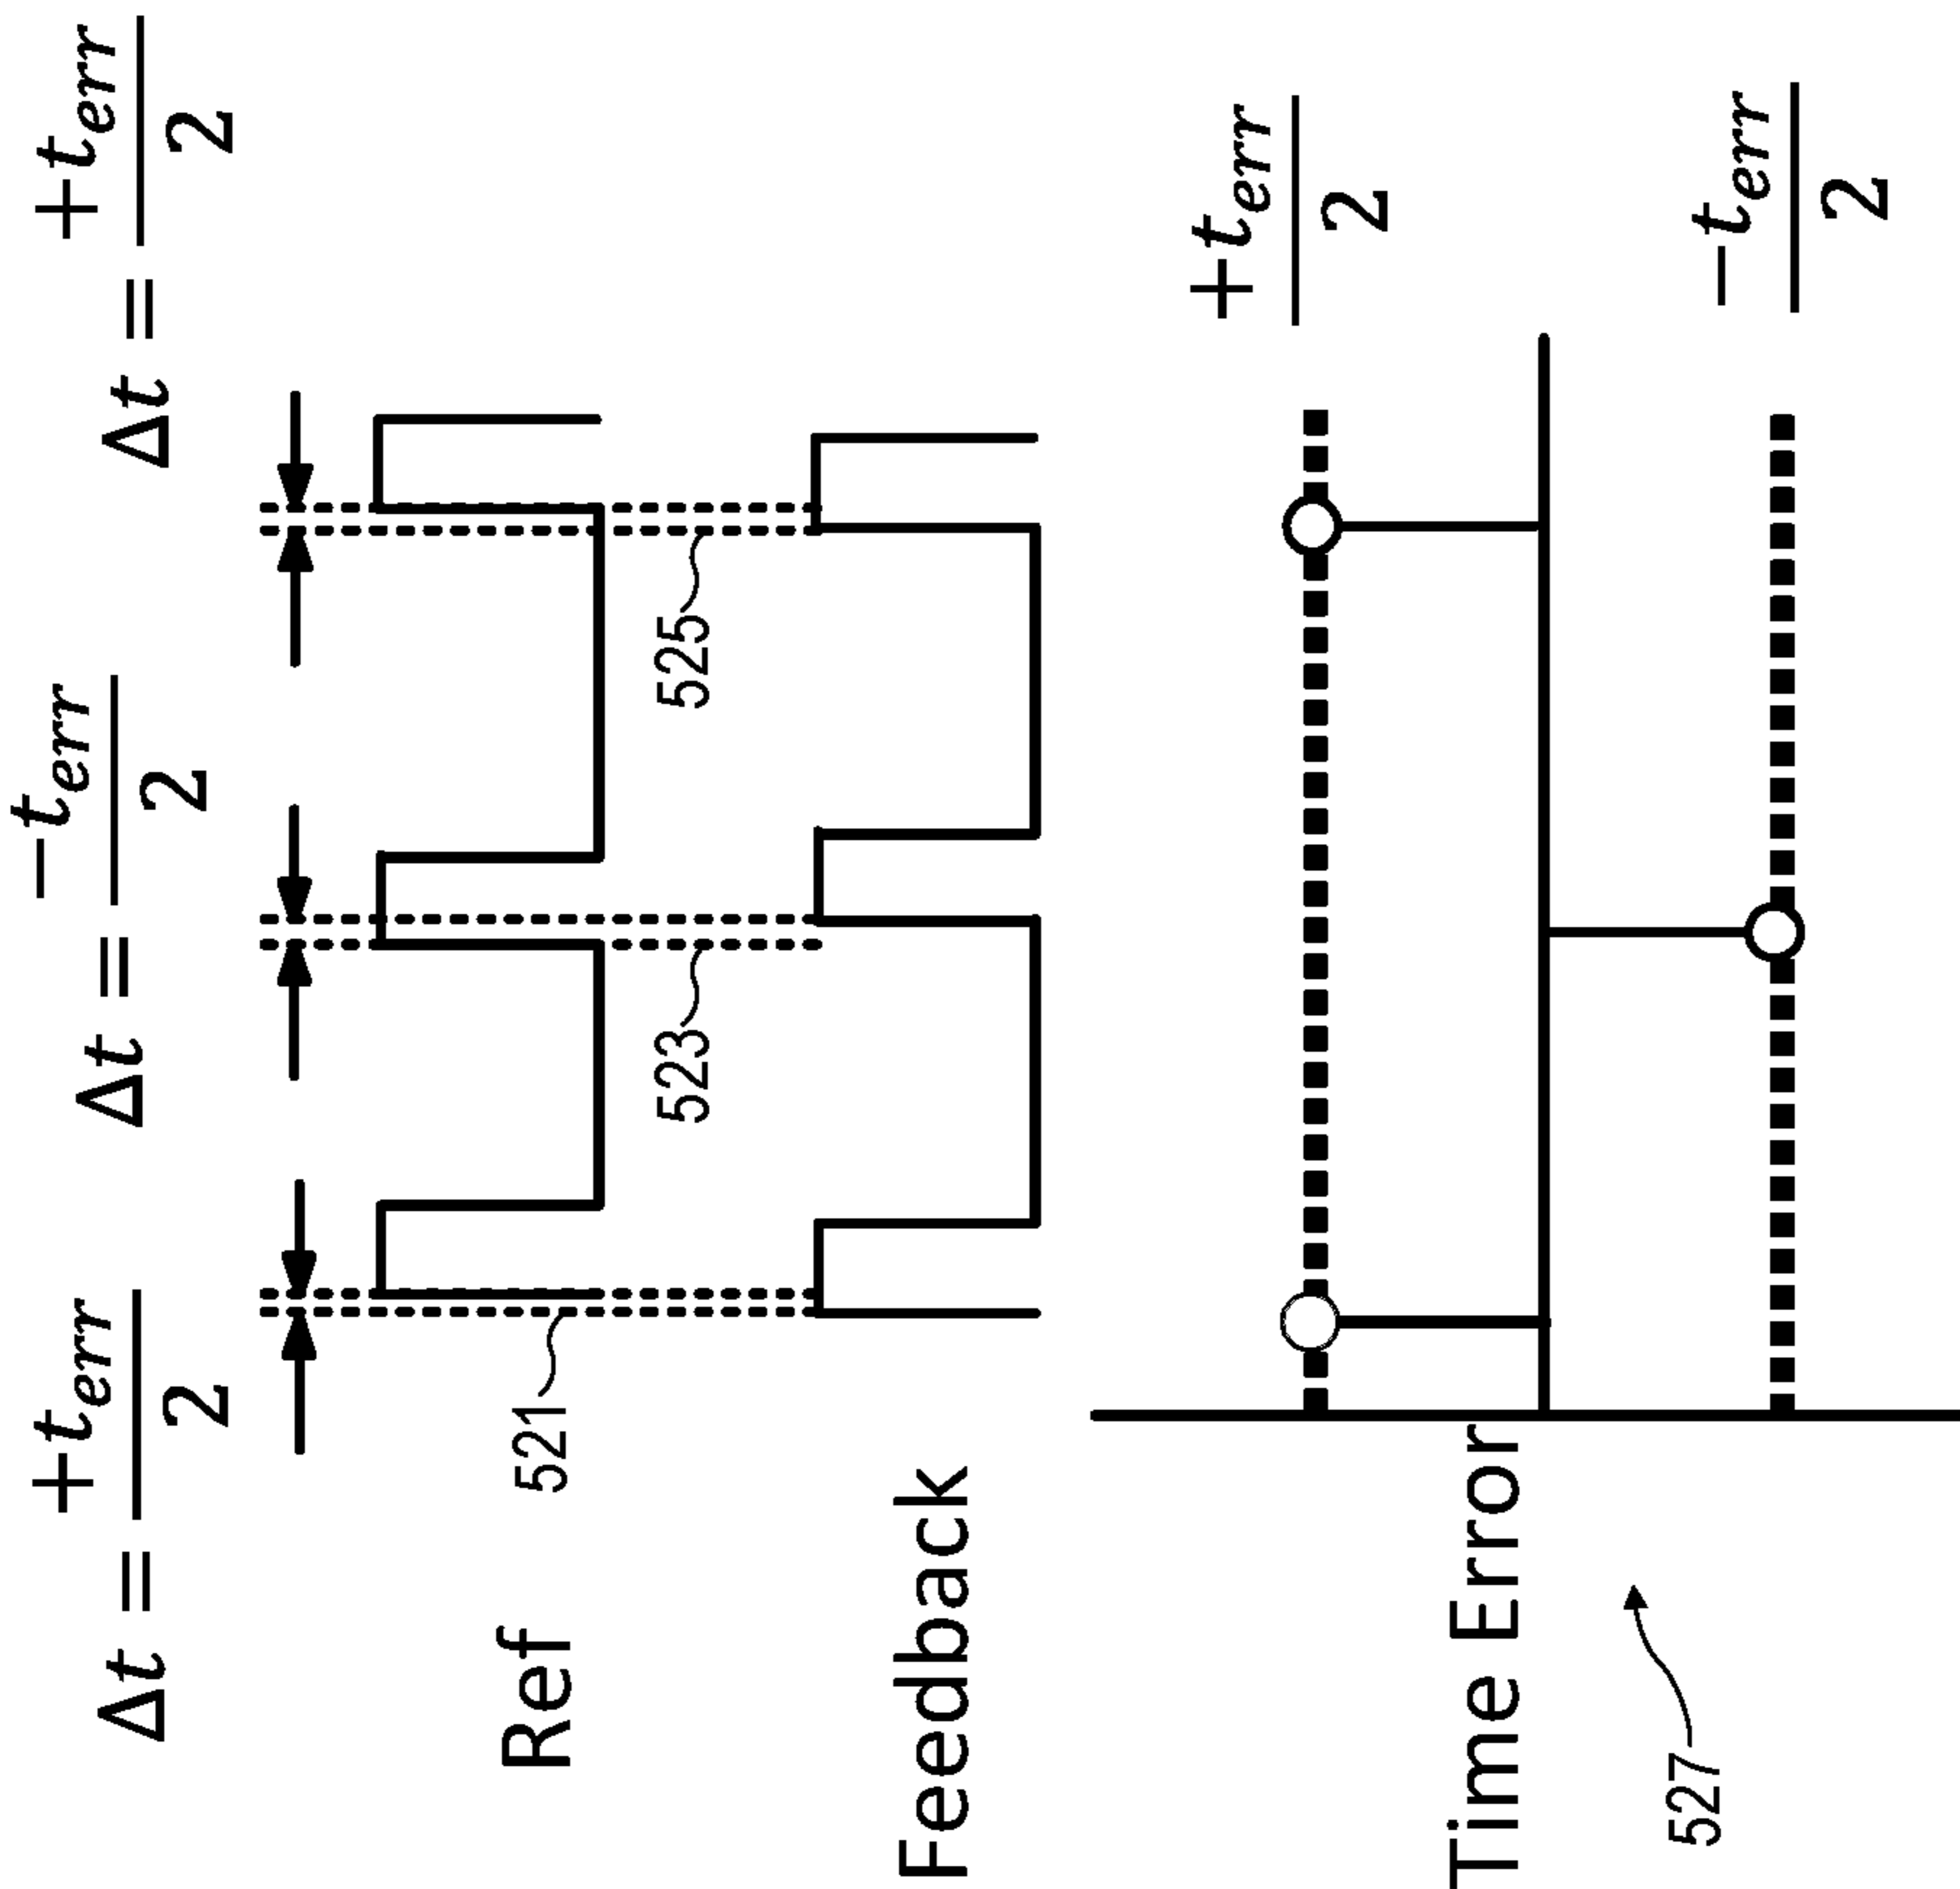 Δt = +t_err/2
Δt = −t_err/2
Δt = +t_err/2
Ref
521
523
525
Feedback
Time Error
+t_err/2
−t_err/2
527